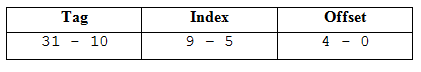 Tag Index Offset
31 – 10 9 – 5 4 – 0